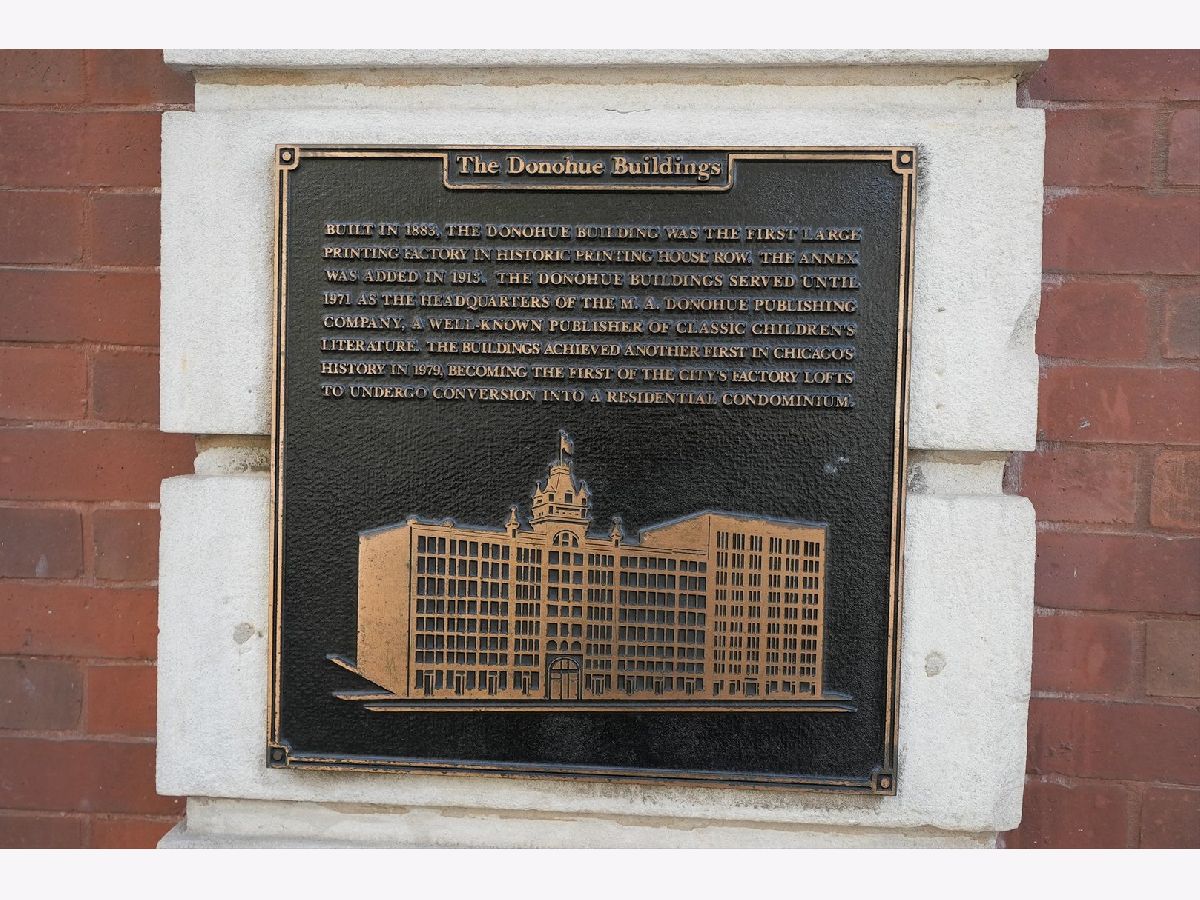 The Donohue Buildings
BUILT IN 1883, THE DONOHUE BUILDING WAS THE FIRST LARGE
PRINTING FACTORY IN HISTORIC PRINTING HOUSE ROW. THE ANNEX
WAS ADDED IN 1913. THE DONOHUE BUILDINGS SERVED UNTIL
1971 AS THE HEADQUARTERS OF THE M. A. DONOHUE PUBLISHING
COMPANY, A WELL-KNOWN PUBLISHER OF CLASSIC CHILDREN'S
LITERATURE. THE BUILDINGS ACHIEVED ANOTHER FIRST IN CHICAGO'S
HISTORY IN 1979, BECOMING THE FIRST OF THE CITY'S FACTORY LOFTS
TO UNDERGO CONVERSION INTO A RESIDENTIAL CONDOMINIUM.